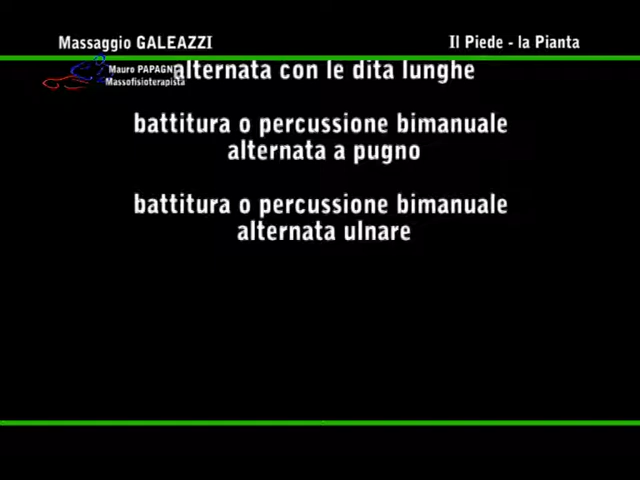 Massaggio GALEAZZI
Il Piede - la Pianta
Mauro PAPAGNI
Massofisioterapista
alternata con le dita lunghe
battitura o percussione bimanuale
alternata a pugno
battitura o percussione bimanuale
alternata ulnare